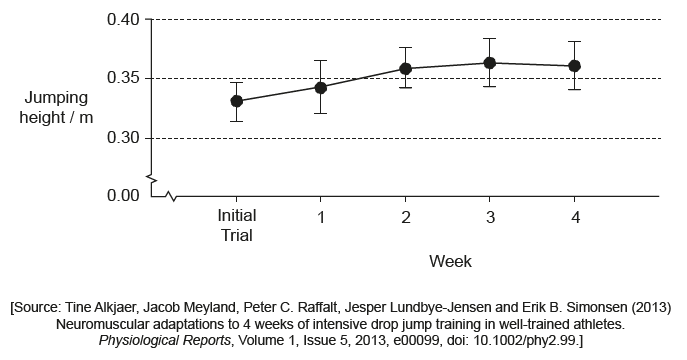 0.40
0.35
Jumping
height / m
0.30
0.00
Initial
Trial
1
2
3
4
Week
[Source: Tine Alkjaer, Jacob Meyland, Peter C. Raffalt, Jesper Lundbye-Jensen and Erik B. Simonsen (2013)
Neuromuscular adaptations to 4 weeks of intensive drop jump training in well-trained athletes.
Physiological Reports, Volume 1, Issue 5, 2013, e00099, doi: 10.1002/phy2.99.]